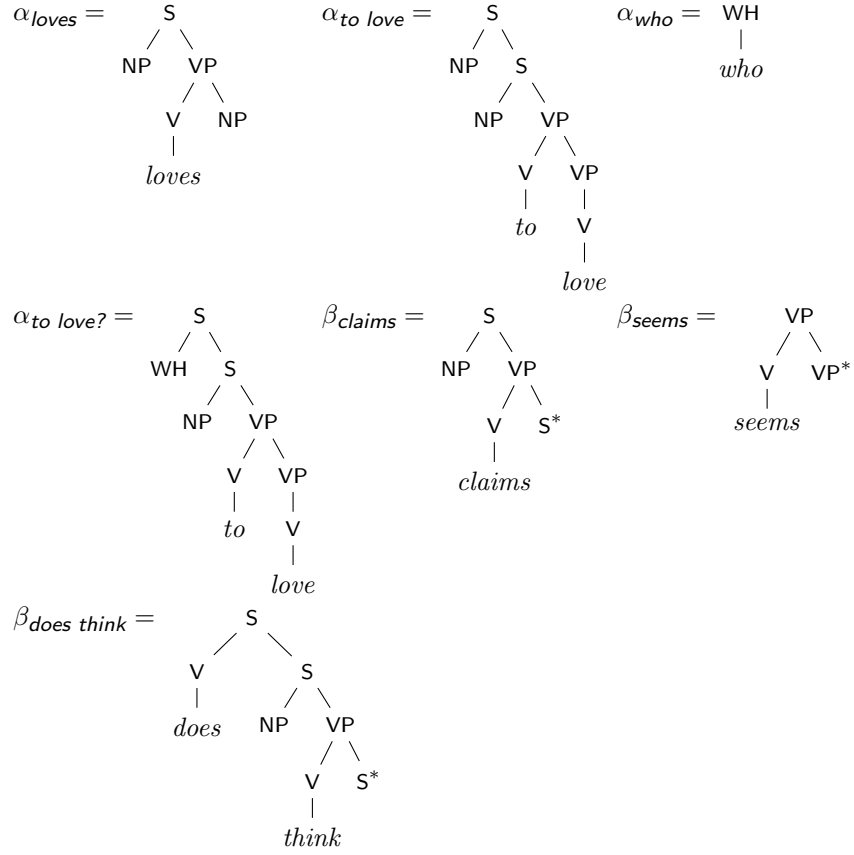 α_loves = S α_to love = S α_who = WH
NP VP NP S who
V NP NP VP
loves V VP
to V
love
α_to love? = S β_claims = S β_seems = VP
WH S NP VP V VP*
NP VP V S* seems
V VP claims
to V
love
β_does think = S
V S
does NP VP
V S*
think